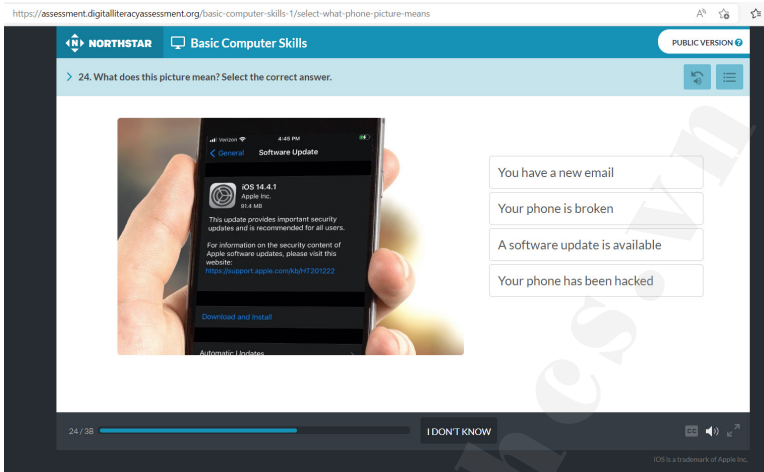 https://assessment.digitalliteracyassessment.org/basic-computer-skills-1/select-what-phone-picture-means
NORTHSTAR
Basic Computer Skills
PUBLIC VERSION
24. What does this picture mean? Select the correct answer.
Verizon
4:45 PM
General
Software Update
iOS 14.4.1
Apple Inc.
91.4 MB
This update provides important security
updates and is recommended for all users.
For information on the security content of
Apple software updates, please visit this
website:
https://support.apple.com/kb/HT201222
Download and Install
Automatic Updates
You have a new email
Your phone is broken
A software update is available
Your phone has been hacked
24 / 38
I DON'T KNOW
CC
iOS is a trademark of Apple Inc.
hcs.vn